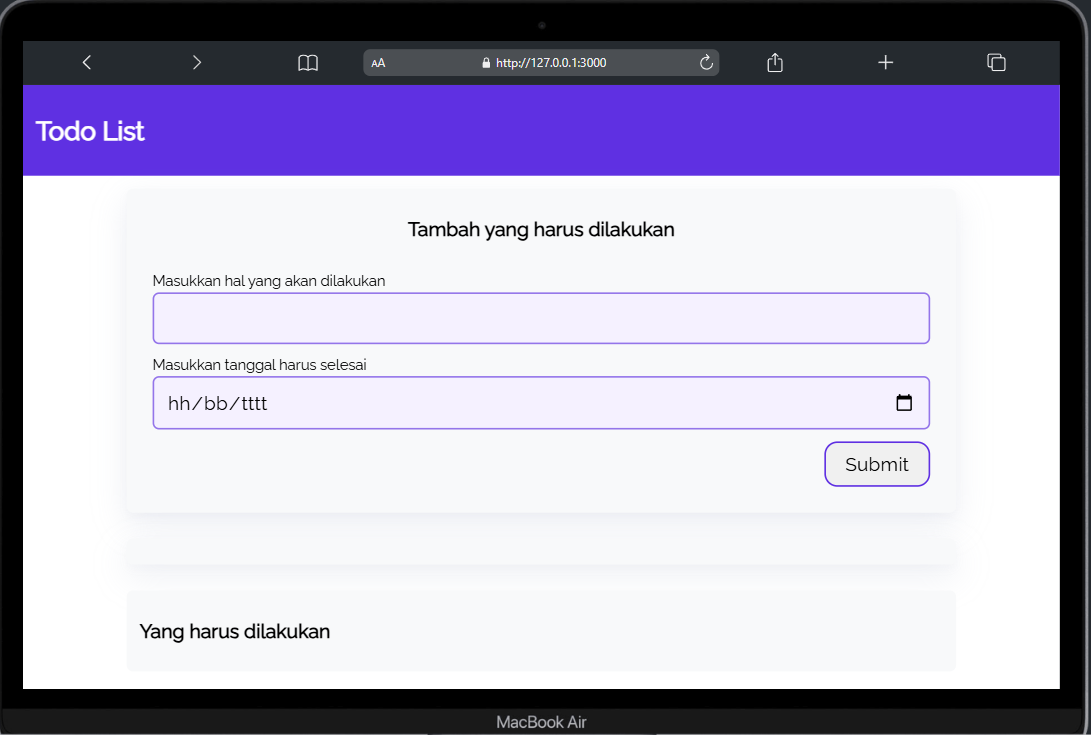 AA
http://127.0.0.1:3000
Todo List
Tambah yang harus dilakukan
Masukkan hal yang akan dilakukan
Masukkan tanggal harus selesai
hh/bb/tttt
Submit
Yang harus dilakukan
MacBook Air